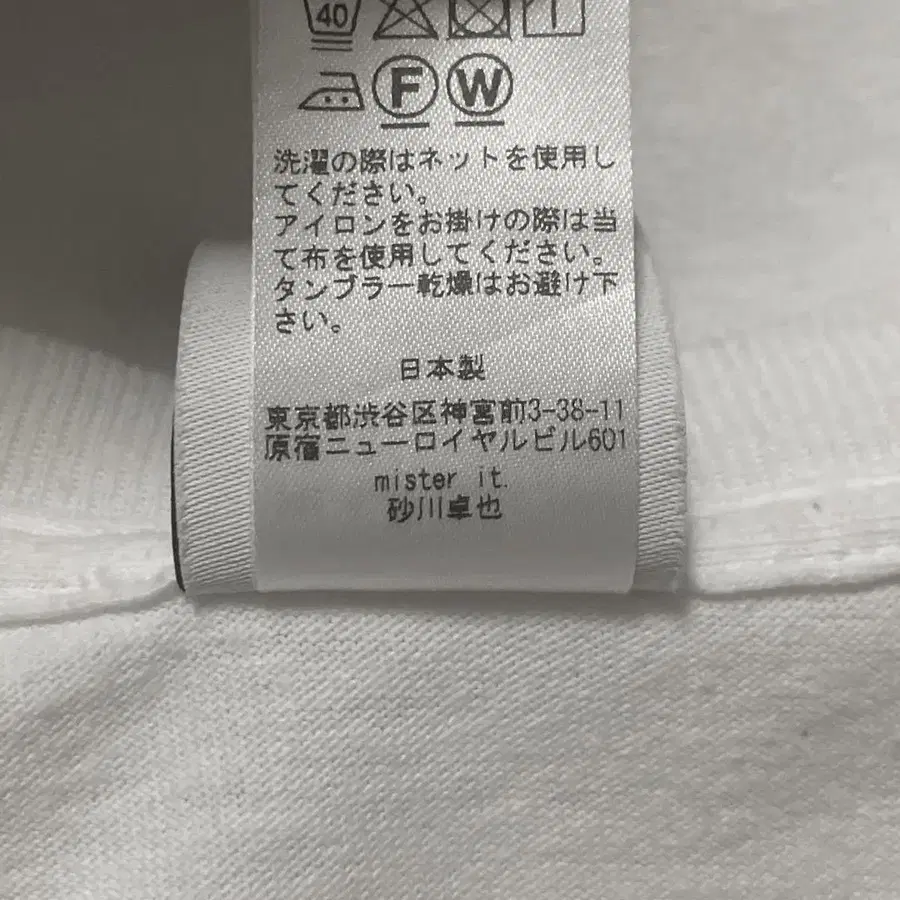 40
F W
洗濯の際はネットを使用し
てください。
アイロンをお掛けの際は当
て布を使用してください。
タンブラー乾燥はお避け下
さい。
日本製
東京都渋谷区神宮前3-38-11
原宿ニューロイヤルビル601
mister it.
砂川卓也